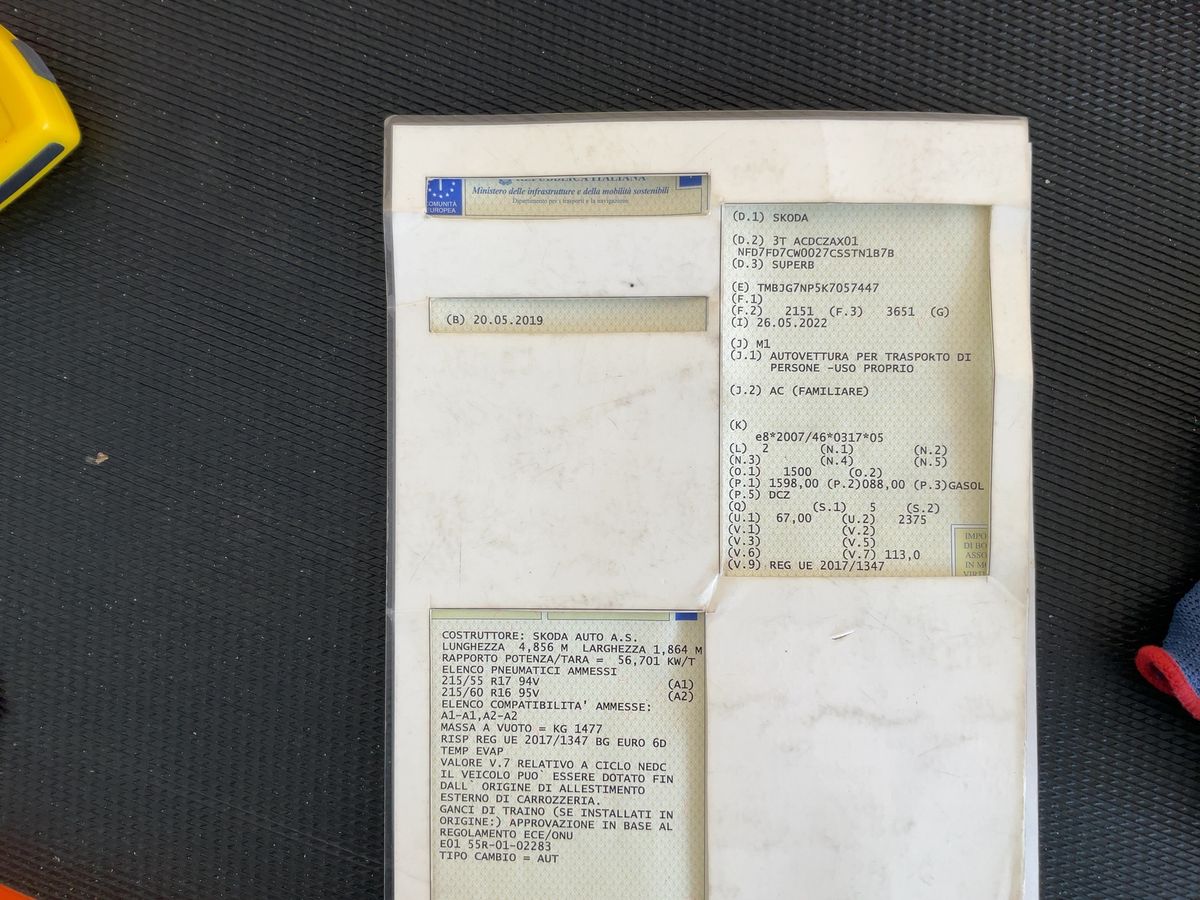 REPUBBLICA ITALIANA
Ministero delle infrastrutture e della mobilità sostenibili
Dipartimento per i trasporti e la navigazione
COMUNITÀ
EUROPEA
(B) 20.05.2019
(D.1) SKODA
(D.2) 3T ACDCZAX01
NFD7FD7CW0027CSSTN1B7B
(D.3) SUPERB
(E) TMBJG7NP5K7057447
(F.1)
(F.2) 2151 (F.3) 3651 (G)
(I) 26.05.2022
(J) M1
(J.1) AUTOVETTURA PER TRASPORTO DI
PERSONE -USO PROPRIO
(J.2) AC (FAMILIARE)
(K)
e8*2007/46*0317*05
(L) 2 (N.1) (N.2)
(N.3) (N.4) (N.5)
(O.1) 1500 (O.2)
(P.1) 1598,00 (P.2)088,00 (P.3)GASOL
(P.5) DCZ
(Q) (S.1) 5 (S.2)
(U.1) 67,00 (U.2) 2375
(V.1) (V.2)
(V.3) (V.5)
(V.6) (V.7) 113,0
(V.9) REG UE 2017/1347
IMPO
DI BO
ASSO
IN MO
VIRT
COSTRUTTORE: SKODA AUTO A.S.
LUNGHEZZA 4,856 M LARGHEZZA 1,864 M
RAPPORTO POTENZA/TARA = 56,701 KW/T
ELENCO PNEUMATICI AMMESSI
215/55 R17 94V (A1)
215/60 R16 95V (A2)
ELENCO COMPATIBILITA' AMMESSE:
A1-A1,A2-A2
MASSA A VUOTO = KG 1477
RISP REG UE 2017/1347 BG EURO 6D
TEMP EVAP
VALORE V.7 RELATIVO A CICLO NEDC
IL VEICOLO PUO` ESSERE DOTATO FIN
DALL` ORIGINE DI ALLESTIMENTO
ESTERNO DI CARROZZERIA.
GANCI DI TRAINO (SE INSTALLATI IN
ORIGINE:) APPROVAZIONE IN BASE AL
REGOLAMENTO ECE/ONU
E01 55R-01-02283
TIPO CAMBIO = AUT